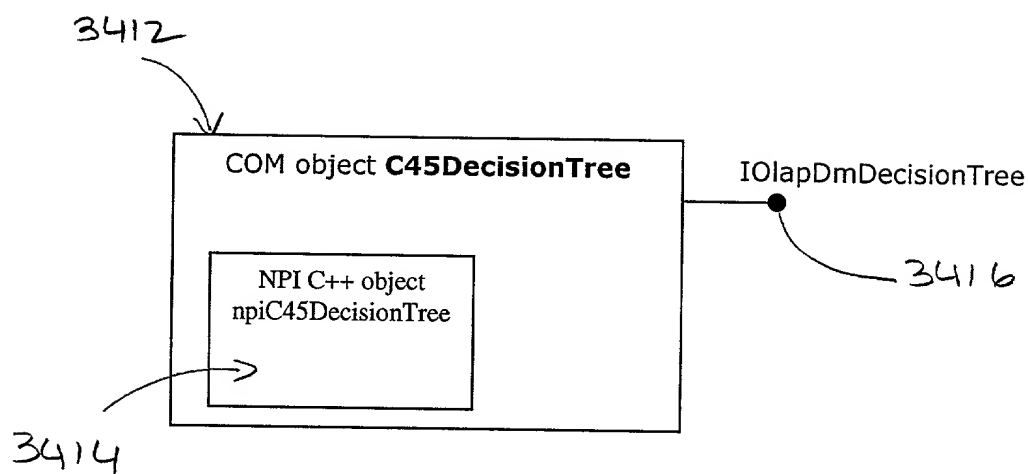 3412
COM object C45DecisionTree
IOlapDmDecisionTree
NPI C++ object
npiC45DecisionTree
3416
3414